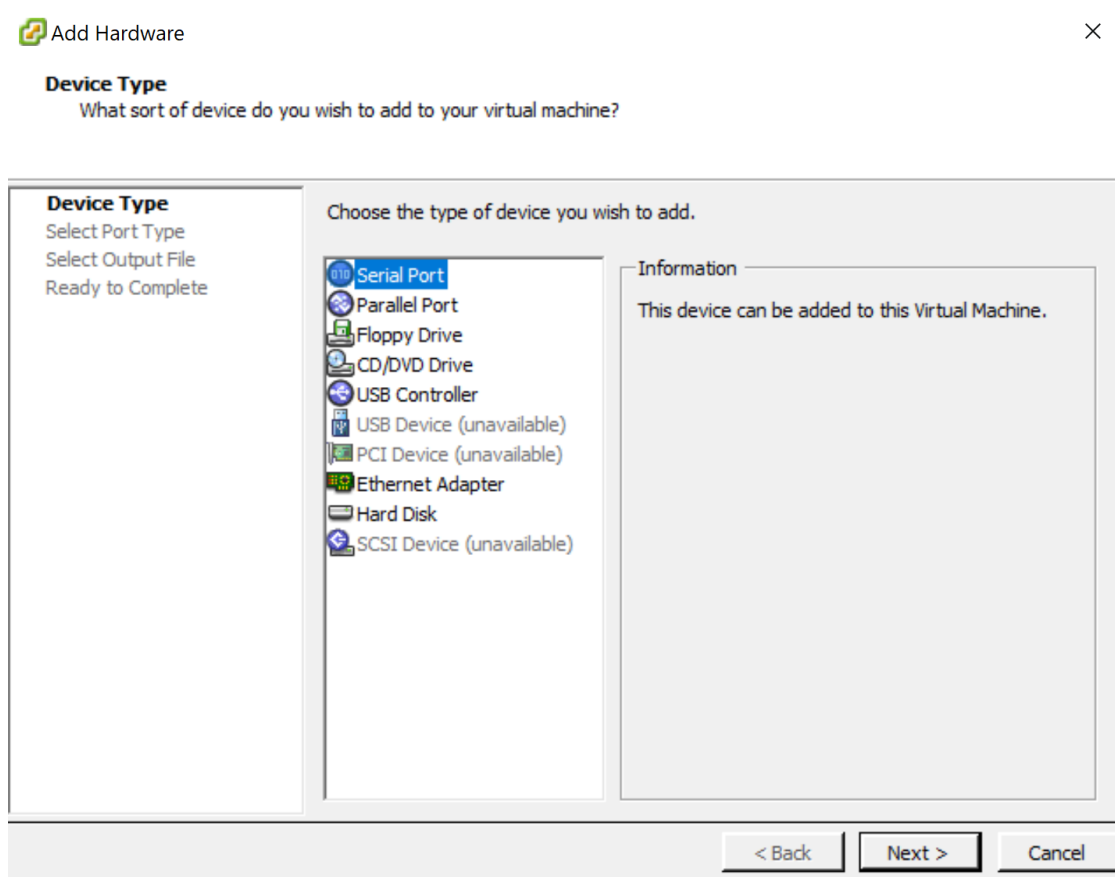 Add Hardware
Device Type
What sort of device do you wish to add to your virtual machine?
Device Type
Select Port Type
Select Output File
Ready to Complete
Choose the type of device you wish to add.
Serial Port
Parallel Port
Floppy Drive
CD/DVD Drive
USB Controller
USB Device (unavailable)
PCI Device (unavailable)
Ethernet Adapter
Hard Disk
SCSI Device (unavailable)
Information
This device can be added to this Virtual Machine.
< Back
Next >
Cancel